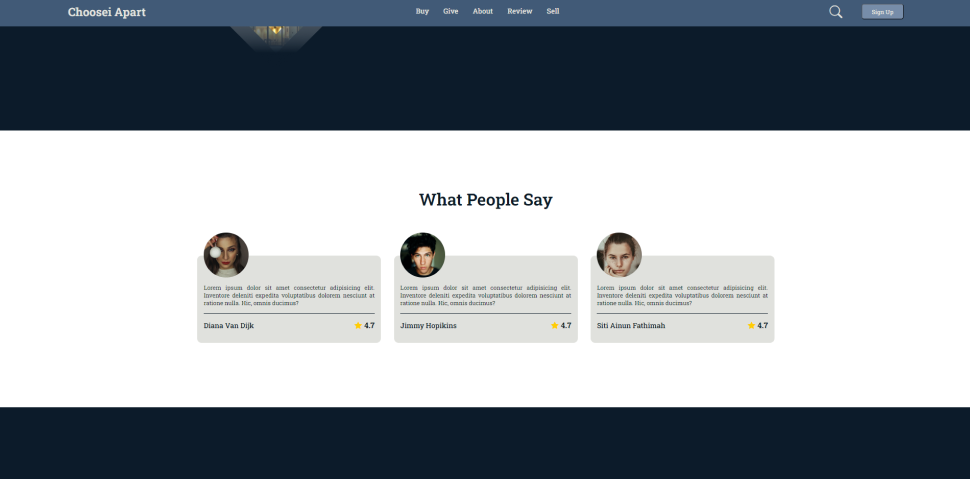 Choosei Apart
Buy Give About Review Sell
Sign Up
What People Say
Lorem ipsum dolor sit amet consectetur adipisicing elit.
Inventore deleniti expedita voluptatibus dolorem nesciunt at
ratione nulla. Hic, omnis ducimus?
Diana Van Dijk
4.7
Lorem ipsum dolor sit amet consectetur adipisicing elit.
Inventore deleniti expedita voluptatibus dolorem nesciunt at
ratione nulla. Hic, omnis ducimus?
Jimmy Hopikins
4.7
Lorem ipsum dolor sit amet consectetur adipisicing elit.
Inventore deleniti expedita voluptatibus dolorem nesciunt at
ratione nulla. Hic, omnis ducimus?
Siti Ainun Fathimah
4.7